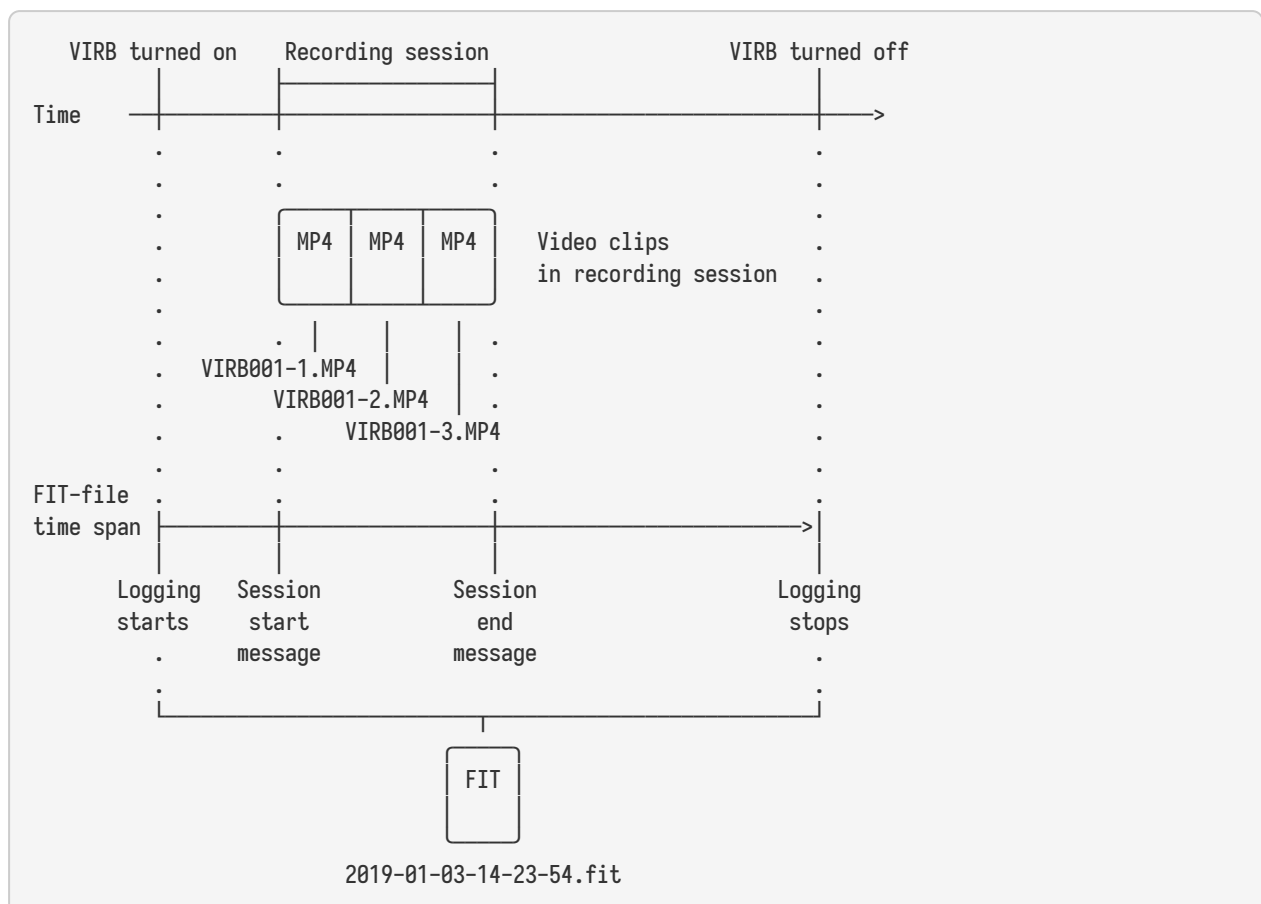 VIRB turned on Recording session VIRB turned off
Time
MP4 MP4 MP4 Video clips
in recording session
VIRB001-1.MP4
VIRB001-2.MP4
VIRB001-3.MP4
FIT-file
time span
Logging Session Session Logging
starts start end stops
message message
FIT
2019-01-03-14-23-54.fit